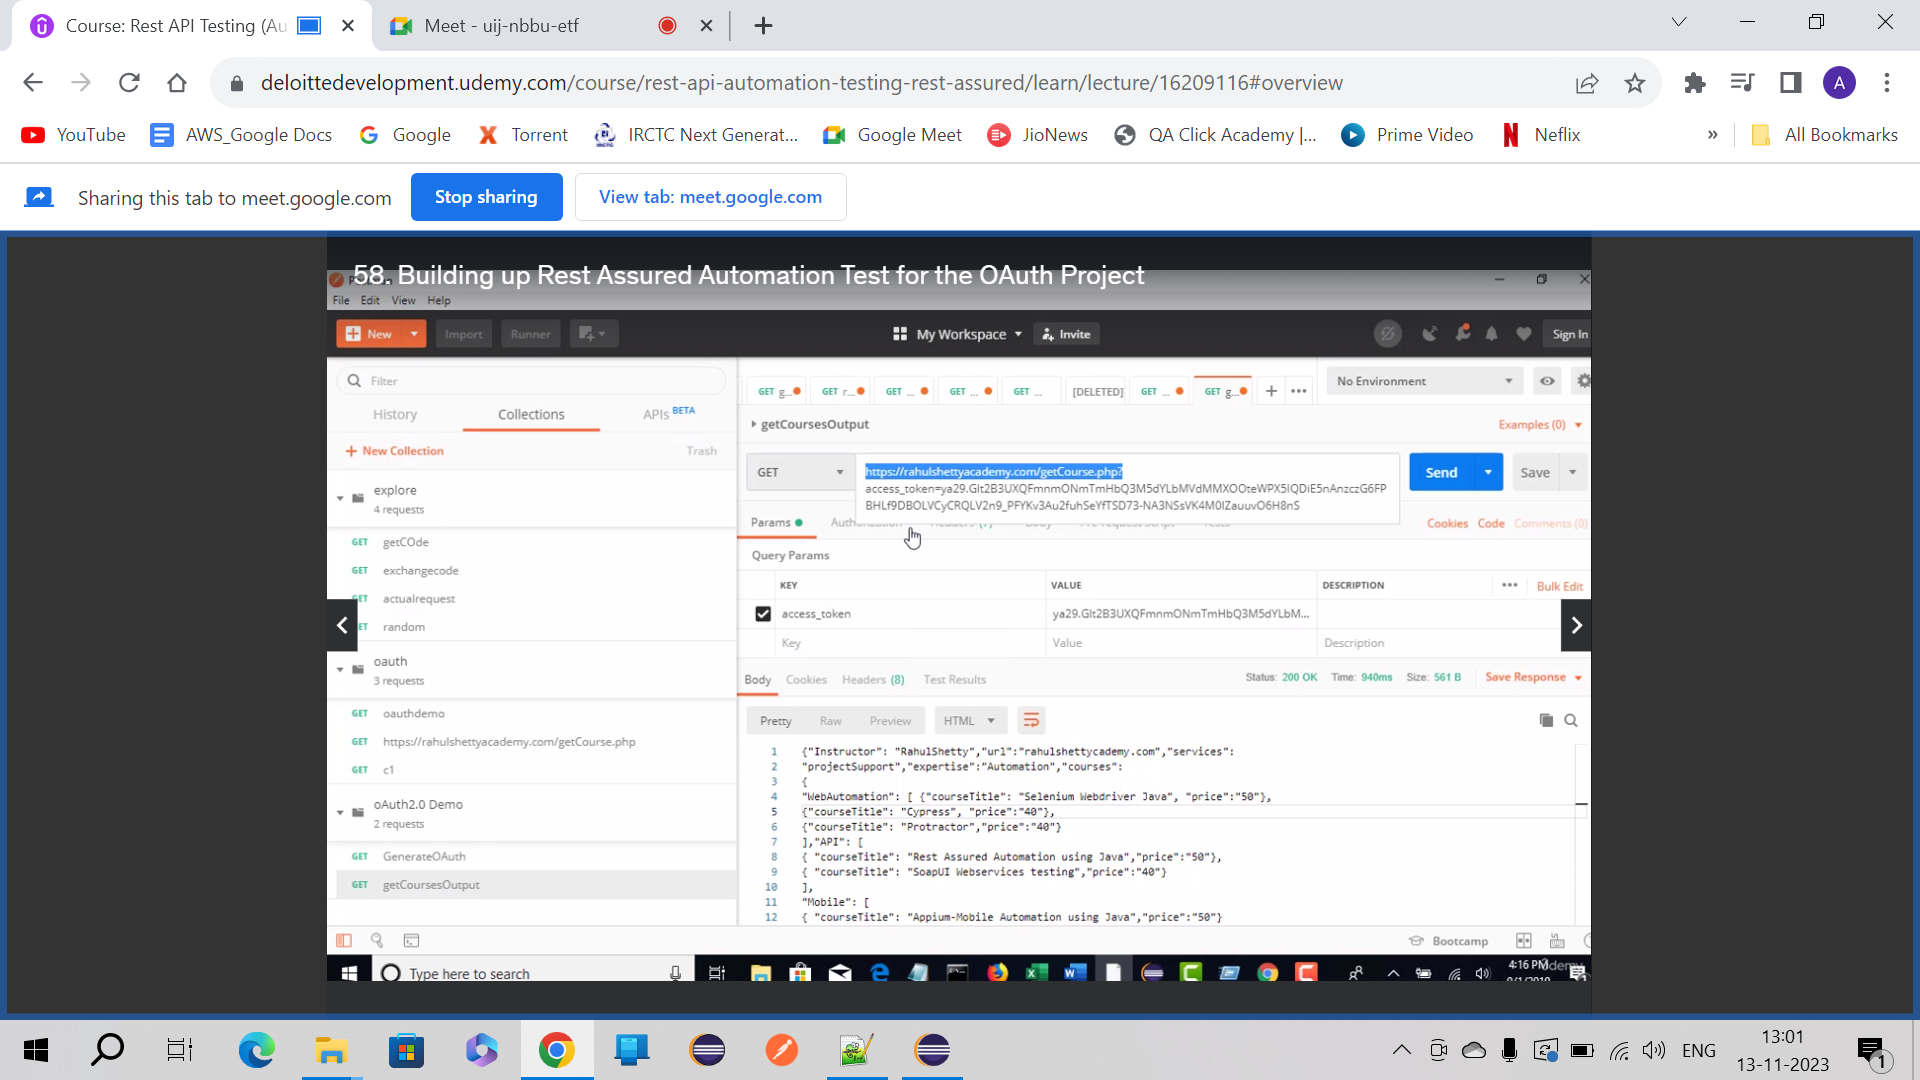 Course: Rest API Testing (Au
Meet - uij-nbbu-etf
deloittedevelopment.udemy.com/course/rest-api-automation-testing-rest-assured/learn/lecture/16209116#overview
A
YouTube
AWS_Google Docs
Google
Torrent
IRCTC Next Generat...
Google Meet
JioNews
QA Click Academy |...
Prime Video
Neflix
»
All Bookmarks
Sharing this tab to meet.google.com
Stop sharing
View tab: meet.google.com
58. Building up Rest Assured Automation Test for the OAuth Project
File Edit View Help
New
Import
Runner
My Workspace
Invite
Sign In
Filter
History
Collections
APIs BETA
+ New Collection
Trash
explore
4 requests
GET getCOde
GET exchangecode
GET actualrequest
random
oauth
3 requests
GET oauthdemo
GET https://rahulshettyacademy.com/getCourse.php
GET c1
oAuth2.0 Demo
2 requests
GET GenerateOAuth
GET getCoursesOutput
GET g...
GET r...
GET ...
GET ...
GET ...
[DELETED]
GET ...
GET g...
No Environment
getCoursesOutput
Examples (0)
GET
https://rahulshettyacademy.com/getCourse.php?
access_token=ya29.Glt2B3UXQFmnmONmTmHbQ3M5dYLbMVdMMXOOteWPX5IQDiE5nAnzczG6FP
BHLf9DBOLVCyCRQLV2n9_PFYKv3Au2fuhSeYfTSD73-NA3NSsVK4M0IZauuvO6H8nS
Send
Save
Params
Cookies
Code
Comments (0)
Query Params
KEY
VALUE
DESCRIPTION
Bulk Edit
access_token
ya29.Glt2B3UXQFmnmONmTmHbQ3M5dYLbM...
Key
Value
Description
Body
Cookies
Headers (8)
Test Results
Status: 200 OK
Time: 940ms
Size: 561 B
Save Response
Pretty
Raw
Preview
HTML
1 {"Instructor": "RahulShetty","url":"rahulshettycademy.com","services":
2 "projectSupport","expertise":"Automation","courses":
3 {
4 "WebAutomation": [ {"courseTitle": "Selenium Webdriver Java", "price":"50"},
5 {"courseTitle": "Cypress", "price":"40"},
6 {"courseTitle": "Protractor","price":"40"}
7 ],"API": [
8 { "courseTitle": "Rest Assured Automation using Java","price":"50"},
9 { "courseTitle": "SoapUI Webservices testing","price":"40"}
10 ],
11 "Mobile": [
12 { "courseTitle": "Appium-Mobile Automation using Java","price":"50"}
Bootcamp
Type here to search
4:16 PM
ENG
13:01
13-11-2023
1